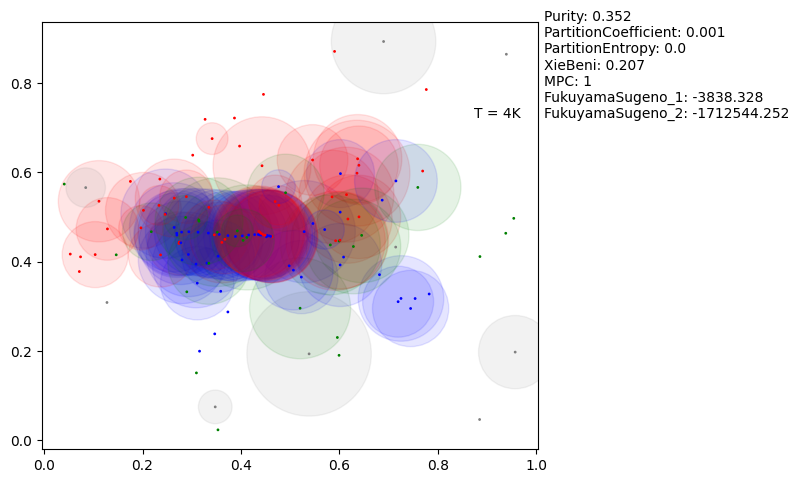 Purity: 0.352
PartitionCoefficient: 0.001
PartitionEntropy: 0.0
XieBeni: 0.207
MPC: 1
FukuyamaSugeno_1: -3838.328
FukuyamaSugeno_2: -1712544.252
T = 4K
0.8
0.6
0.4
0.2
0.0
0.0 0.2 0.4 0.6 0.8 1.0